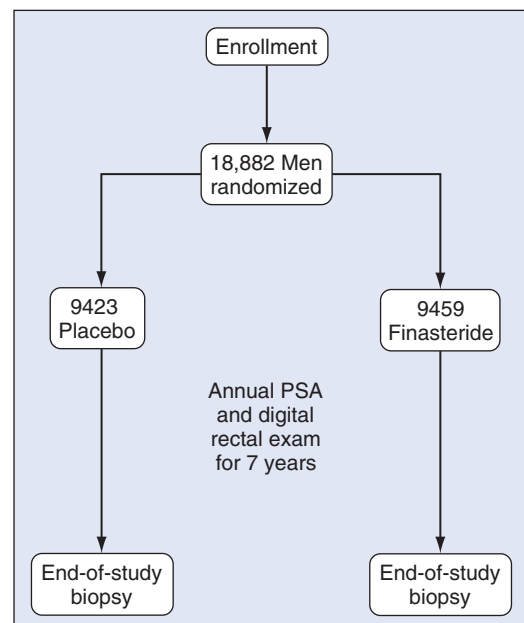 Enrollment
18,882 Men
randomized
9423
Placebo
9459
Finasteride
Annual PSA
and digital
rectal exam
for 7 years
End-of-study
biopsy
End-of-study
biopsy